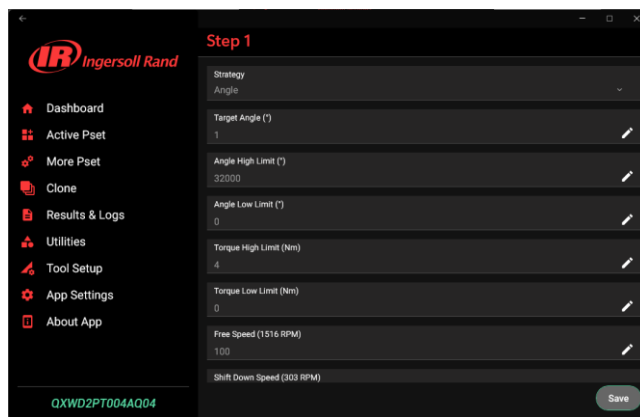 Step 1
IR Ingersoll Rand
Dashboard
Active Pset
More Pset
Clone
Results & Logs
Utilities
Tool Setup
App Settings
About App
QXWD2PT004AQ04
Strategy
Angle
Target Angle (°)
1
Angle High Limit (°)
32000
Angle Low Limit (°)
0
Torque High Limit (Nm)
4
Torque Low Limit (Nm)
0
Free Speed (1516 RPM)
100
Shift Down Speed (303 RPM)
Save